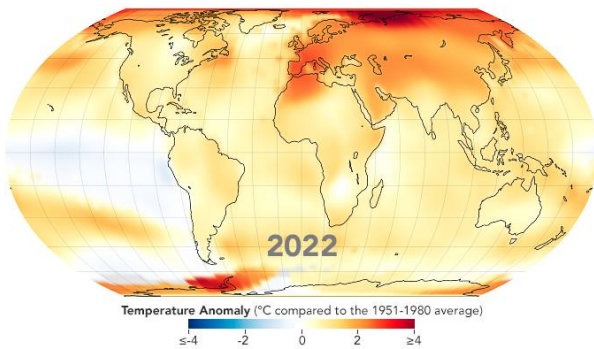 2022
Temperature Anomaly (°C compared to the 1951-1980 average)
≤-4 -2 0 2 ≥4